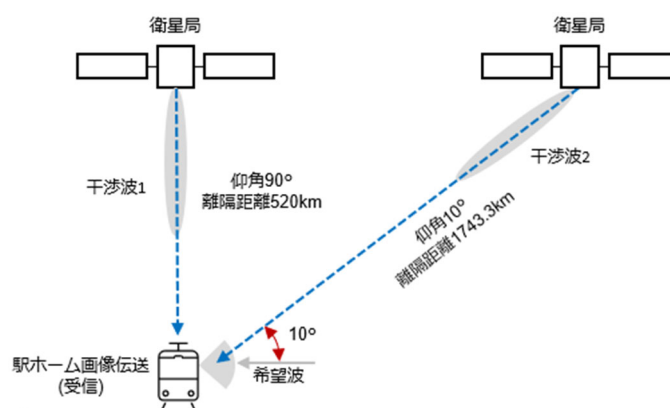 衛星局
衛星局
干渉波1
仰角90°
離隔距離520km
干渉波2
仰角10°
離隔距離1743.3km
10°
希望波
駅ホーム画像伝送
(受信)